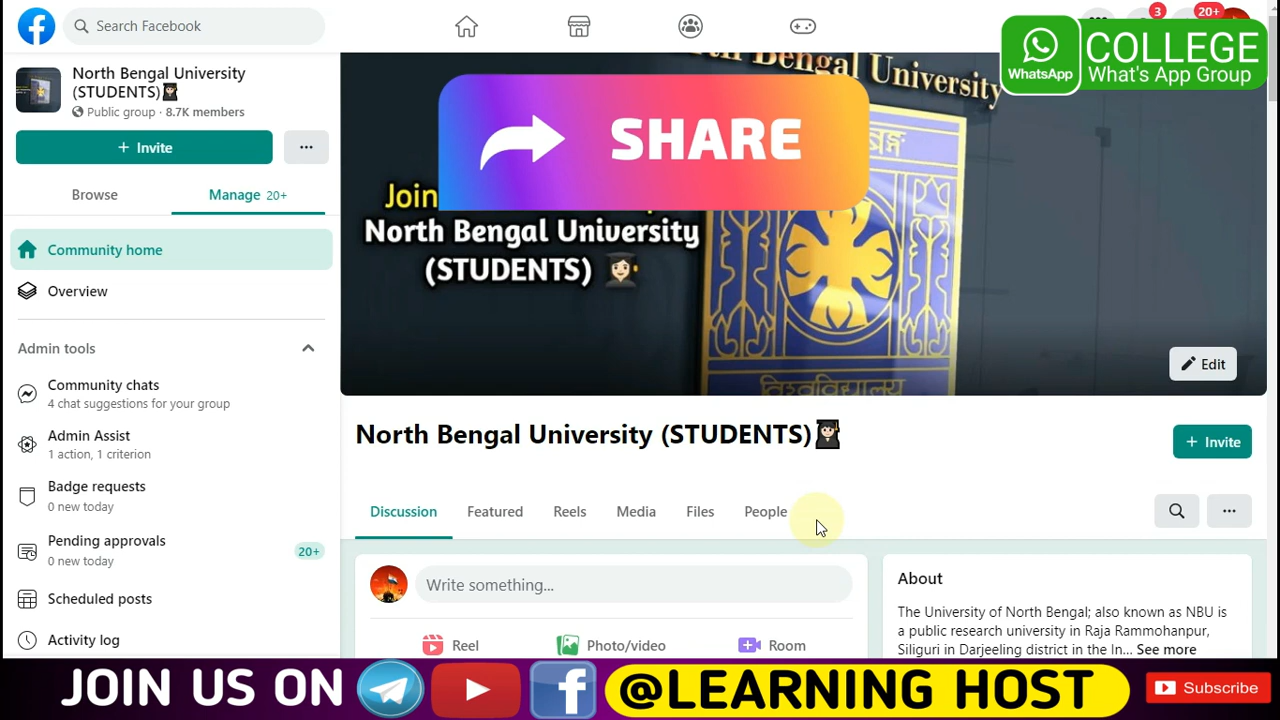 Search Facebook
3
20+
WhatsApp
COLLEGE
What's App Group
North Bengal University
(STUDENTS)
Public group · 8.7K members
+ Invite
Browse
Manage 20+
Community home
Overview
Admin tools
Community chats
4 chat suggestions for your group
Admin Assist
1 action, 1 criterion
Badge requests
0 new today
Pending approvals
0 new today
20+
Scheduled posts
Activity log
Bengal University
SHARE
Join
North Bengal University
(STUDENTS)
विश्वविद्यालय
Edit
North Bengal University (STUDENTS)
+ Invite
Discussion
Featured
Reels
Media
Files
People
Write something...
Reel
Photo/video
Room
About
The University of North Bengal; also known as NBU is
a public research university in Raja Rammohanpur,
Siliguri in Darjeeling district in the In... See more
JOIN US ON
@LEARNING HOST
Subscribe